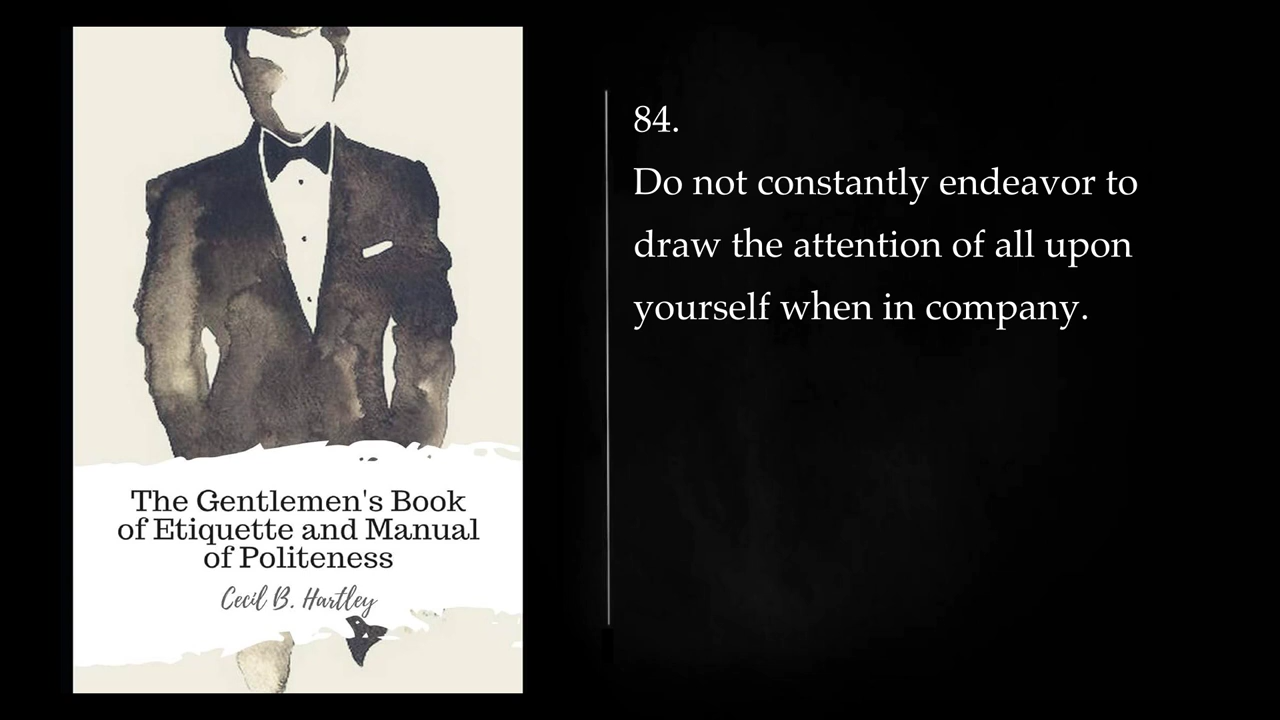 The Gentlemen's Book
of Etiquette and Manual
of Politeness
Cecil B. Hartley
84.
Do not constantly endeavor to
draw the attention of all upon
yourself when in company.